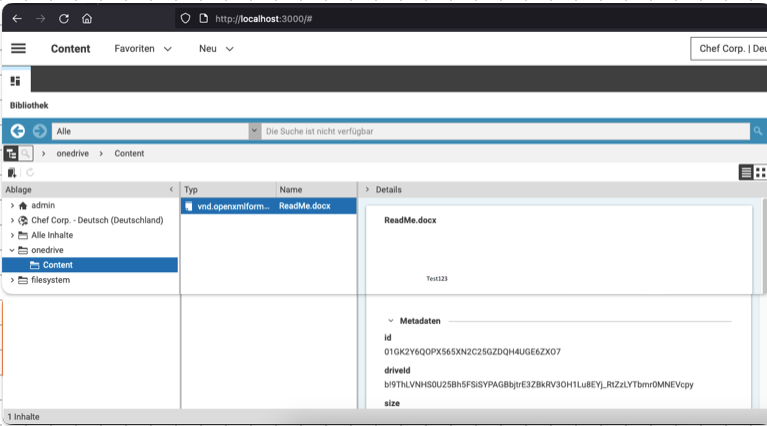 http://localhost:3000/#
Content Favoriten Neu Chef Corp. | Deu
Bibliothek
Alle Die Suche ist nicht verfügbar
onedrive Content
Ablage Typ Name Details
admin
Chef Corp. - Deutsch (Deutschland)
Alle Inhalte
onedrive
Content
filesystem
vnd.openxmlform... ReadMe.docx
ReadMe.docx
Test123
Metadaten
id
01GK2Y6QOPX565XN2C25GZDQH4UGE6ZXO7
driveId
b!9ThLVNHS0U25Bh5FSiSYPAGBbjtrE3ZBkRV3OH1Lu8EYj_RtZzLYTbmr0MNEVcpy
size
1 Inhalte